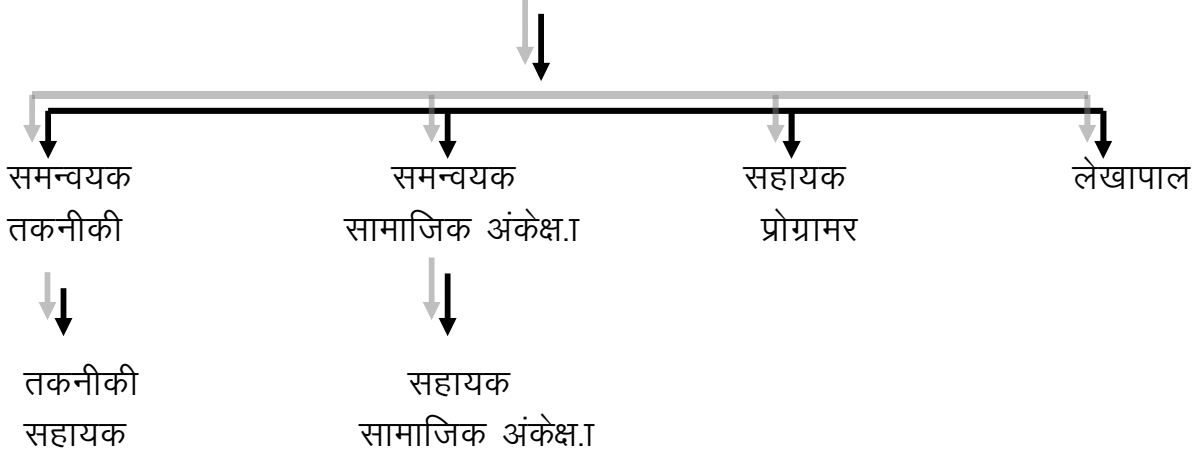 समन्वयक
तकनीकी
समन्वयक
सामाजिक अंकेक्ष.ा
सहायक
प्रोग्रामर
लेखापाल
तकनीकी
सहायक
सहायक
सामाजिक अंकेक्ष.ा